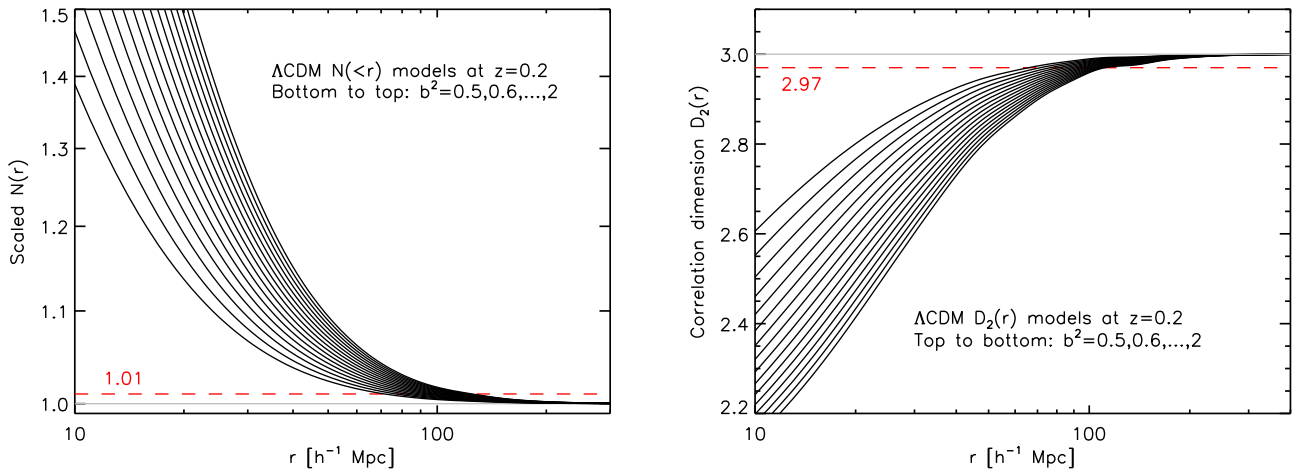 1.5
1.4
1.3
1.2
1.1
1.0
Scaled N(r)
ΛCDM N(<r) models at z=0.2
Bottom to top: b²=0.5,0.6,...,2
1.01
10
100
r [h⁻¹ Mpc]
3.0
2.8
2.6
2.4
2.2
Correlation dimension D₂(r)
2.97
ΛCDM D₂(r) models at z=0.2
Top to bottom: b²=0.5,0.6,...,2
10
100
r [h⁻¹ Mpc]